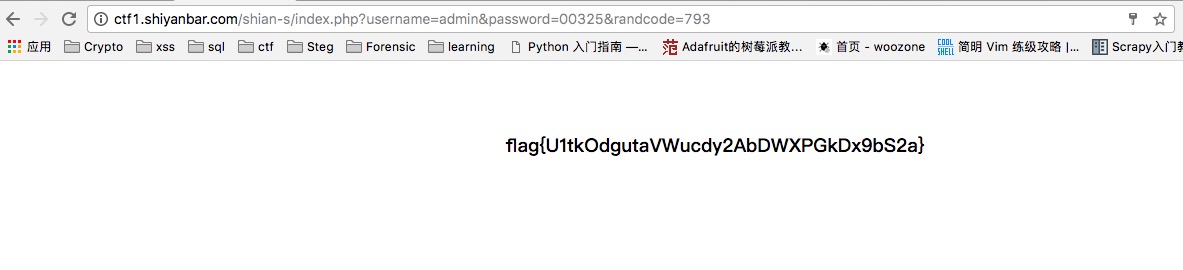 ctf1.shiyanbar.com/shian-s/index.php?username=admin&password=00325&randcode=793
应用 Crypto xss sql ctf Steg Forensic learning Python 入门指南 —... 范 Adafruit的树莓派教... 首页 - woozone COOL SHELL 简明 Vim 练级攻略 |... Scrapy入门教
flag{U1tkOdgutaVWucdy2AbDWXPGkDx9bS2a}